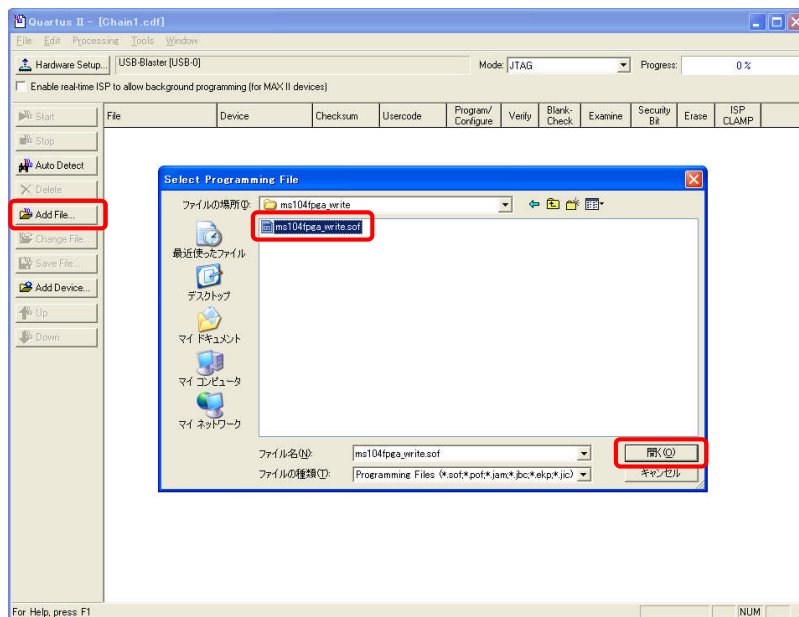 Quartus II - [Chain1.cdf]
File Edit Processing Tools Window
Hardware Setup... USB-Blaster [USB-0] Mode: JTAG Progress: 0 %
Enable real-time ISP to allow background programming (for MAX II devices)
Start
Stop
Auto Detect
Delete
Add File...
Change File...
Save File...
Add Device...
Up
Down
File Device Checksum Usercode Program/Configure Verify Blank-Check Examine Security Bit Erase ISP CLAMP
Select Programming File
ファイルの場所(I): ms104fpga_write
ms104fpga_write.sof
最近使ったファイル
デスクトップ
マイ ドキュメント
マイ コンピュータ
マイ ネットワーク
ファイル名(N): ms104fpga_write.sof 開く(O)
ファイルの種類(T): Programming Files (*.sof;*.pof;*.jam;*.jbc;*.ekp;*.jic) キャンセル
For Help, press F1 NUM